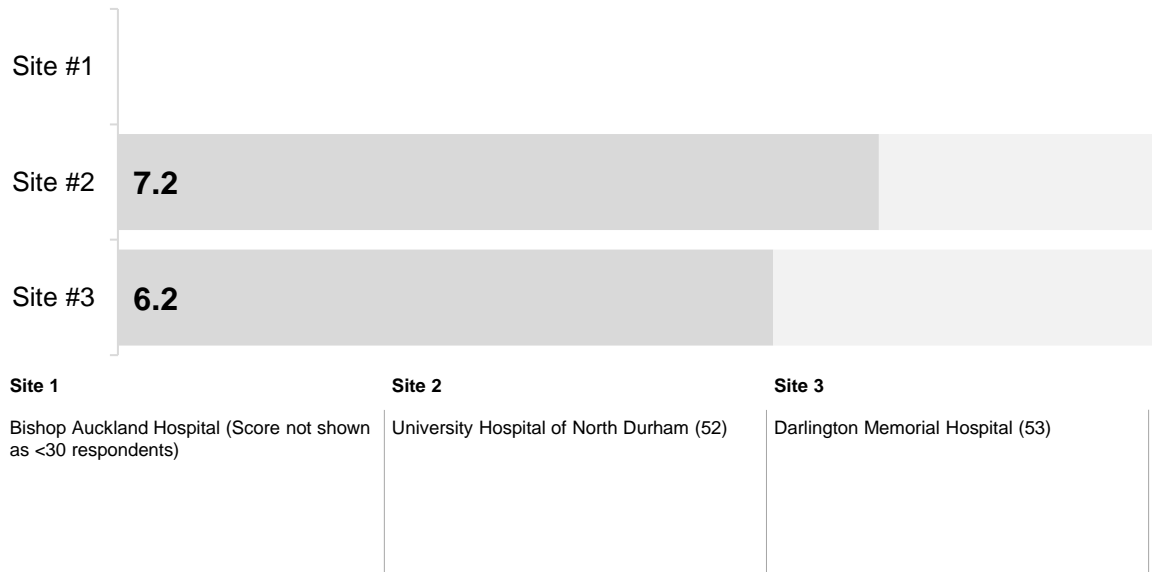 Site #1
Site #2
7.2
Site #3
6.2
Site 1
Bishop Auckland Hospital (Score not shown
as <30 respondents)
Site 2
University Hospital of North Durham (52)
Site 3
Darlington Memorial Hospital (53)